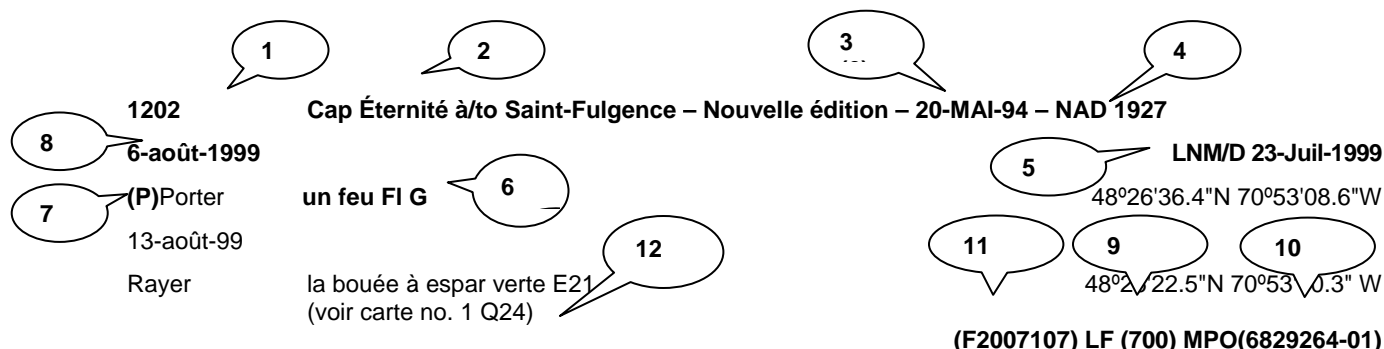 1 2 3 4
1202 Cap Éternité à/to Saint-Fulgence – Nouvelle édition – 20-MAI-94 – NAD 1927
8 6-août-1999 5 LNM/D 23-Juil-1999
7 (P)Porter un feu Fl G 6 48º26'36.4"N 70º53'08.6"W
13-août-99 12 11 9 10
Rayer la bouée à espar verte E21 W
(voir carte no. 1 Q24)
(F2007107) LF (700) MPO(6829264-01)